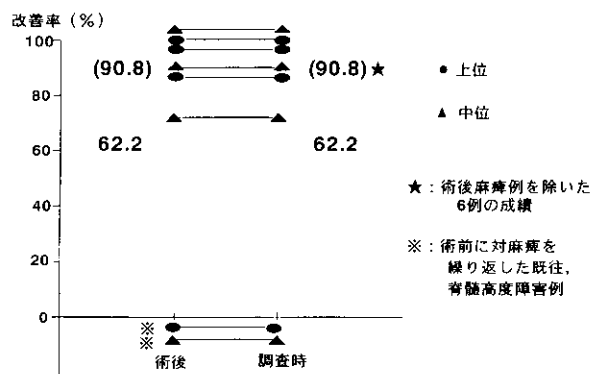 改善率（%）
100
(90.8)
(90.8)★
● 上位
80
▲ 中位
62.2
62.2
60
★：術後麻痺例を除いた
6例の成績
40
※：術前に対麻痺を
繰り返した既往，
脊髄高度障害例
20
0
※
※
術後
調査時